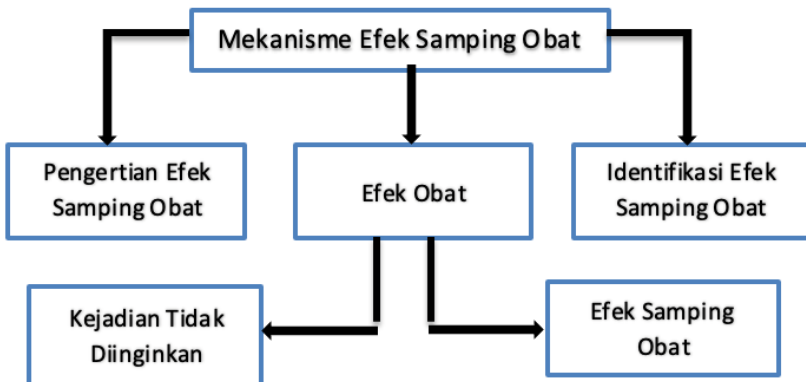 Mekanisme Efek Samping Obat
Pengertian Efek
Samping Obat
Efek Obat
Identifikasi Efek
Samping Obat
Kejadian Tidak
Diinginkan
Efek Samping
Obat